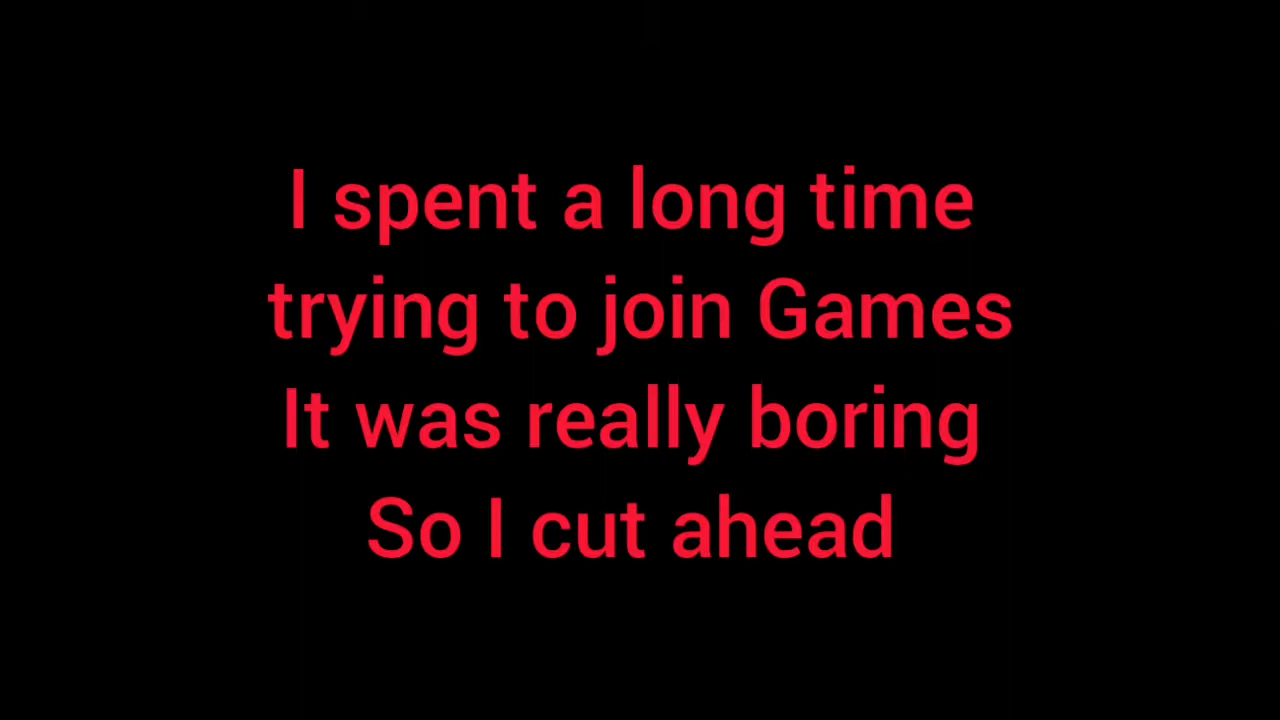 I spent a long time
trying to join Games
It was really boring
So I cut ahead